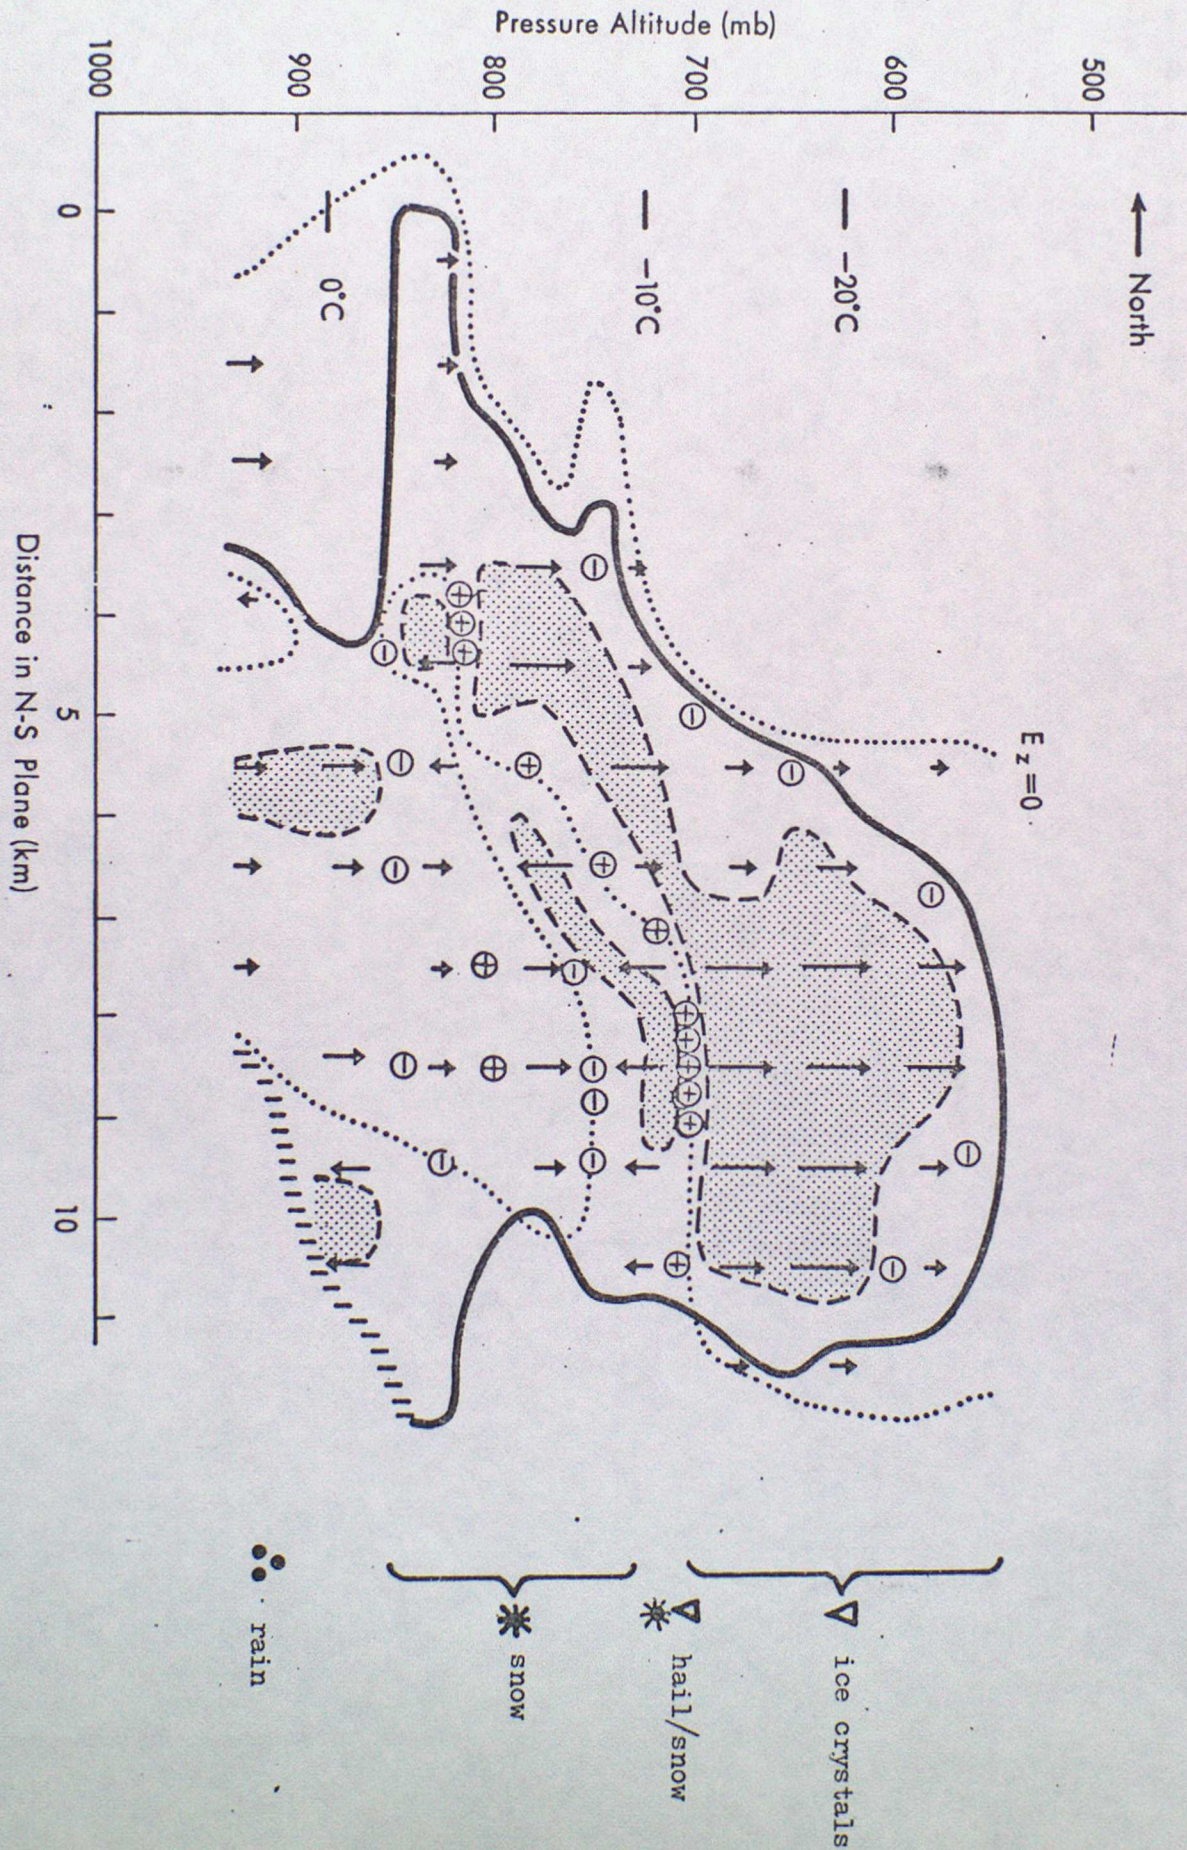 Pressure Altitude (mb)
500
600
700
800
900
1000
North
-20°C
-10°C
0°C
E z =0
0
5
10
Distance in N-S Plane (km)
ice crystals
hail/snow
snow
rain